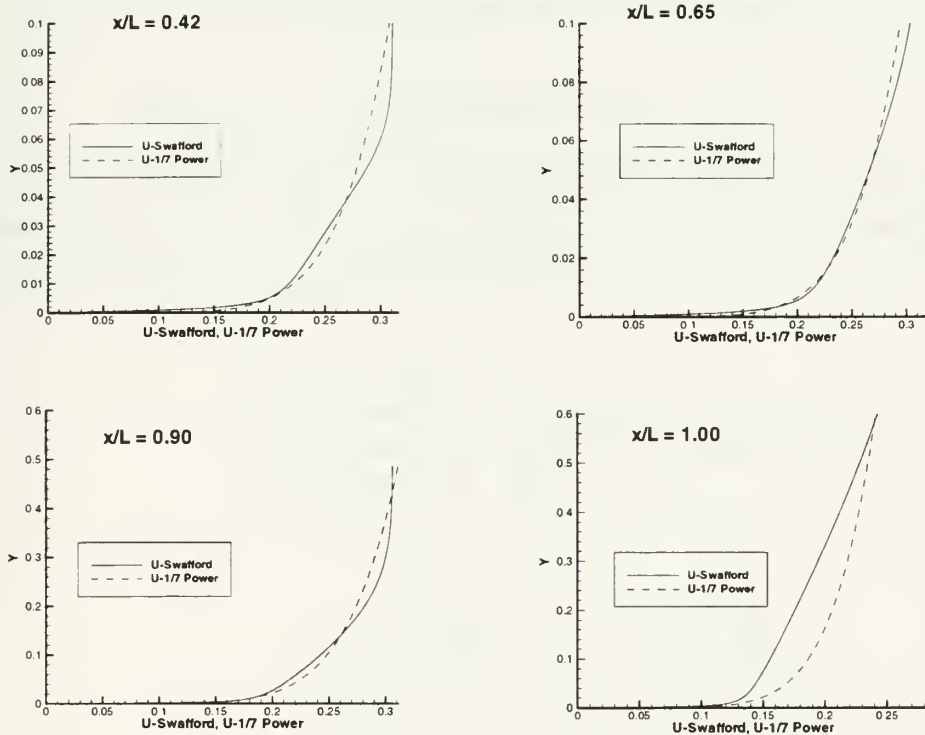 x/L = 0.42
0.1
0.09
0.08
0.07
0.06
0.05
0.04
0.03
0.02
0.01
0
Y
U-Swafford
U-1/7 Power
0 0.05 0.1 0.15 0.2 0.25 0.3
U-Swafford, U-1/7 Power
x/L = 0.65
0.1
0.08
0.06
0.04
0.02
0
Y
U-Swafford
U-1/7 Power
0 0.05 0.1 0.15 0.2 0.25 0.3
U-Swafford, U-1/7 Power
x/L = 0.90
0.6
0.5
0.4
0.3
0.2
0.1
0
Y
U-Swafford
U-1/7 Power
0 0.05 0.1 0.15 0.2 0.25 0.3
U-Swafford, U-1/7 Power
x/L = 1.00
0.6
0.5
0.4
0.3
0.2
0.1
0
Y
U-Swafford
U-1/7 Power
0 0.05 0.1 0.15 0.2 0.25
U-Swafford, U-1/7 Power